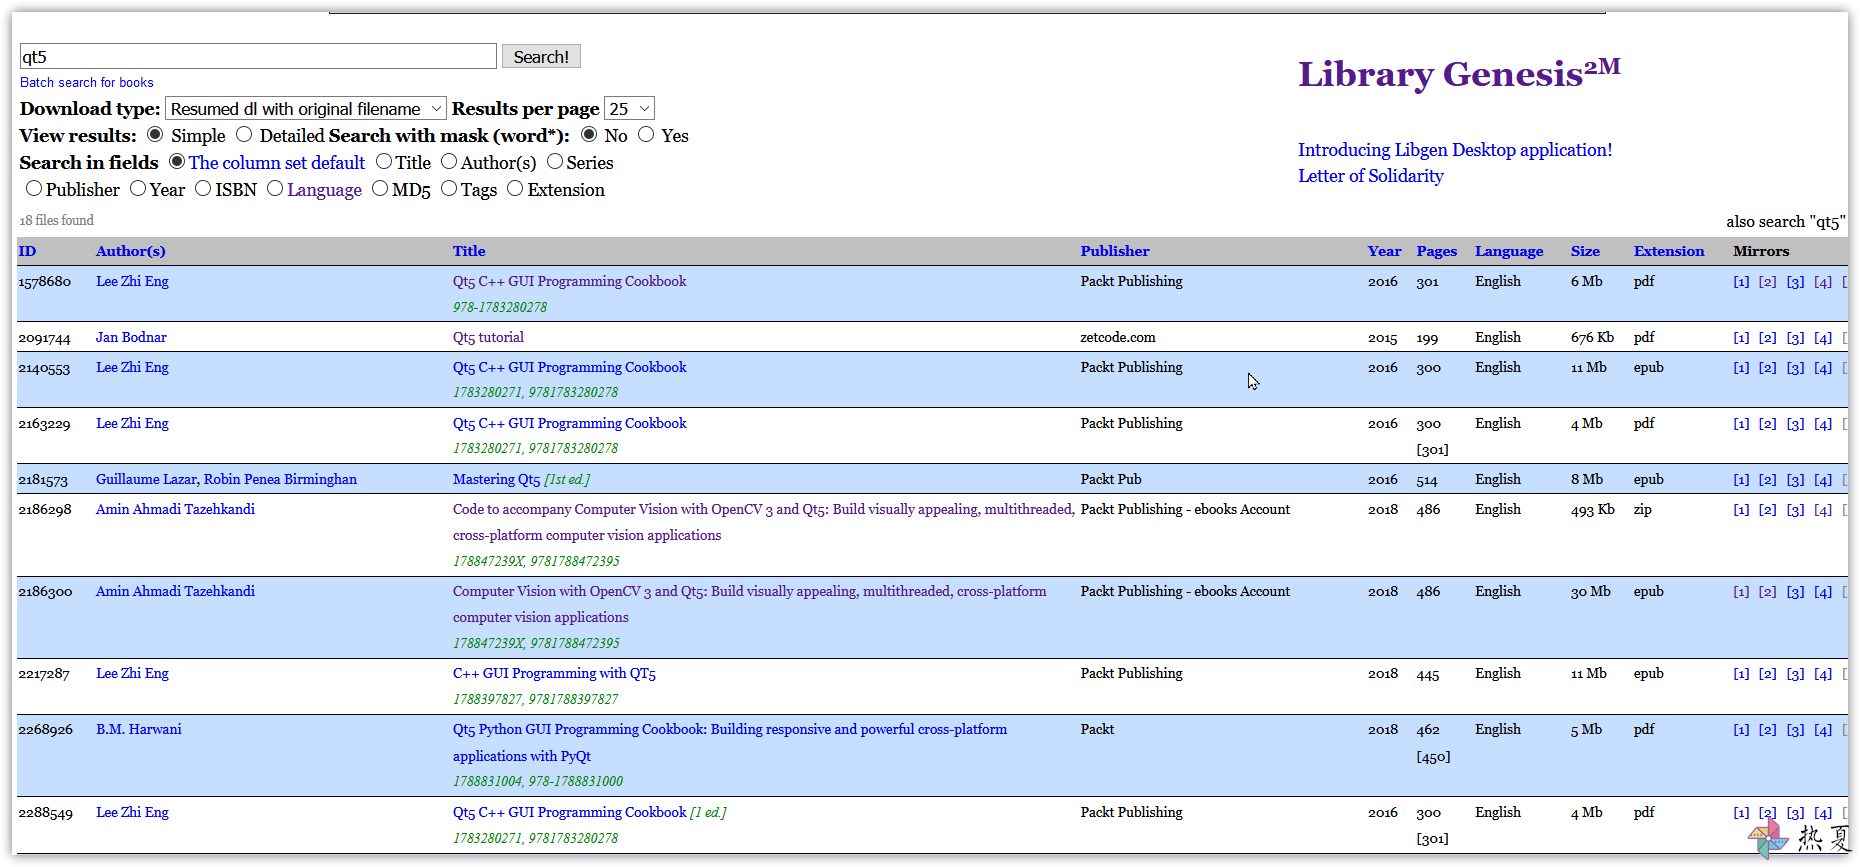 qt5 Search!
Batch search for books
Library Genesis2M
Download type: Resumed dl with original filename Results per page 25
View results: Simple Detailed Search with mask (word*): No Yes
Introducing Libgen Desktop application!
Search in fields The column set default Title Author(s) Series
Letter of Solidarity
Publisher Year ISBN Language MD5 Tags Extension
18 files found also search "qt5"
ID Author(s) Title Publisher Year Pages Language Size Extension Mirrors
1578680 Lee Zhi Eng Qt5 C++ GUI Programming Cookbook Packt Publishing 2016 301 English 6 Mb pdf [1] [2] [3] [4] [
978-1783280278
2091744 Jan Bodnar Qt5 tutorial zetcode.com 2015 199 English 676 Kb pdf [1] [2] [3] [4] [
2140553 Lee Zhi Eng Qt5 C++ GUI Programming Cookbook Packt Publishing 2016 300 English 11 Mb epub [1] [2] [3] [4] [
1783280271, 9781783280278
2163229 Lee Zhi Eng Qt5 C++ GUI Programming Cookbook Packt Publishing 2016 300 English 4 Mb pdf [1] [2] [3] [4] [
1783280271, 9781783280278 [301]
2181573 Guillaume Lazar, Robin Penea Birminghan Mastering Qt5 [1st ed.] Packt Pub 2016 514 English 8 Mb epub [1] [2] [3] [4] [
2186298 Amin Ahmadi Tazehkandi Code to accompany Computer Vision with OpenCV 3 and Qt5: Build visually appealing, multithreaded, Packt Publishing - ebooks Account 2018 486 English 493 Kb zip [1] [2] [3] [4] [
cross-platform computer vision applications
178847239X, 9781788472395
2186300 Amin Ahmadi Tazehkandi Computer Vision with OpenCV 3 and Qt5: Build visually appealing, multithreaded, cross-platform Packt Publishing - ebooks Account 2018 486 English 30 Mb epub [1] [2] [3] [4] [
computer vision applications
178847239X, 9781788472395
2217287 Lee Zhi Eng C++ GUI Programming with QT5 Packt Publishing 2018 445 English 11 Mb epub [1] [2] [3] [4] [
1788397827, 9781788397827
2268926 B.M. Harwani Qt5 Python GUI Programming Cookbook: Building responsive and powerful cross-platform Packt 2018 462 English 5 Mb pdf [1] [2] [3] [4] [
applications with PyQt [450]
1788831004, 978-1788831000
2288549 Lee Zhi Eng Qt5 C++ GUI Programming Cookbook [1 ed.] Packt Publishing 2016 300 English 4 Mb pdf [1] [2] [3] [4] [
1783280271, 9781783280278 [301]
热夏